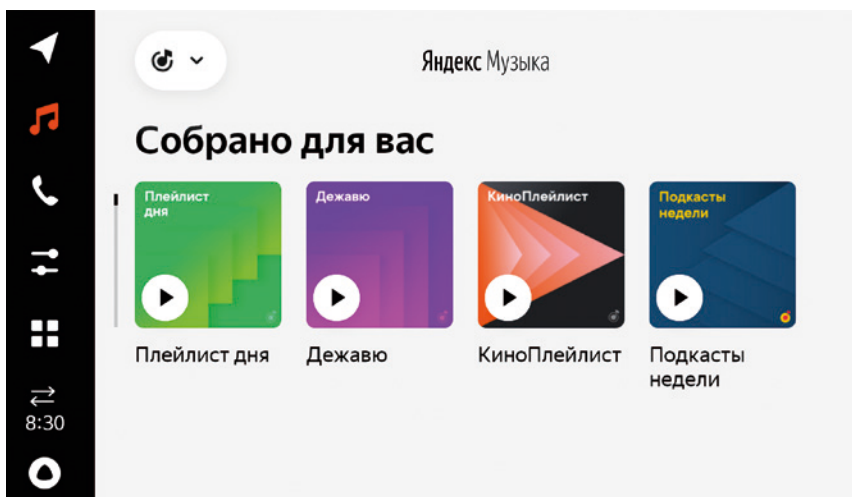 Яндекс Музыка
Собрано для вас
Плейлист
дня
Дежавю
КиноПлейлист
Подкасты
недели
Плейлист дня
Дежавю
КиноПлейлист
Подкасты
недели
8:30